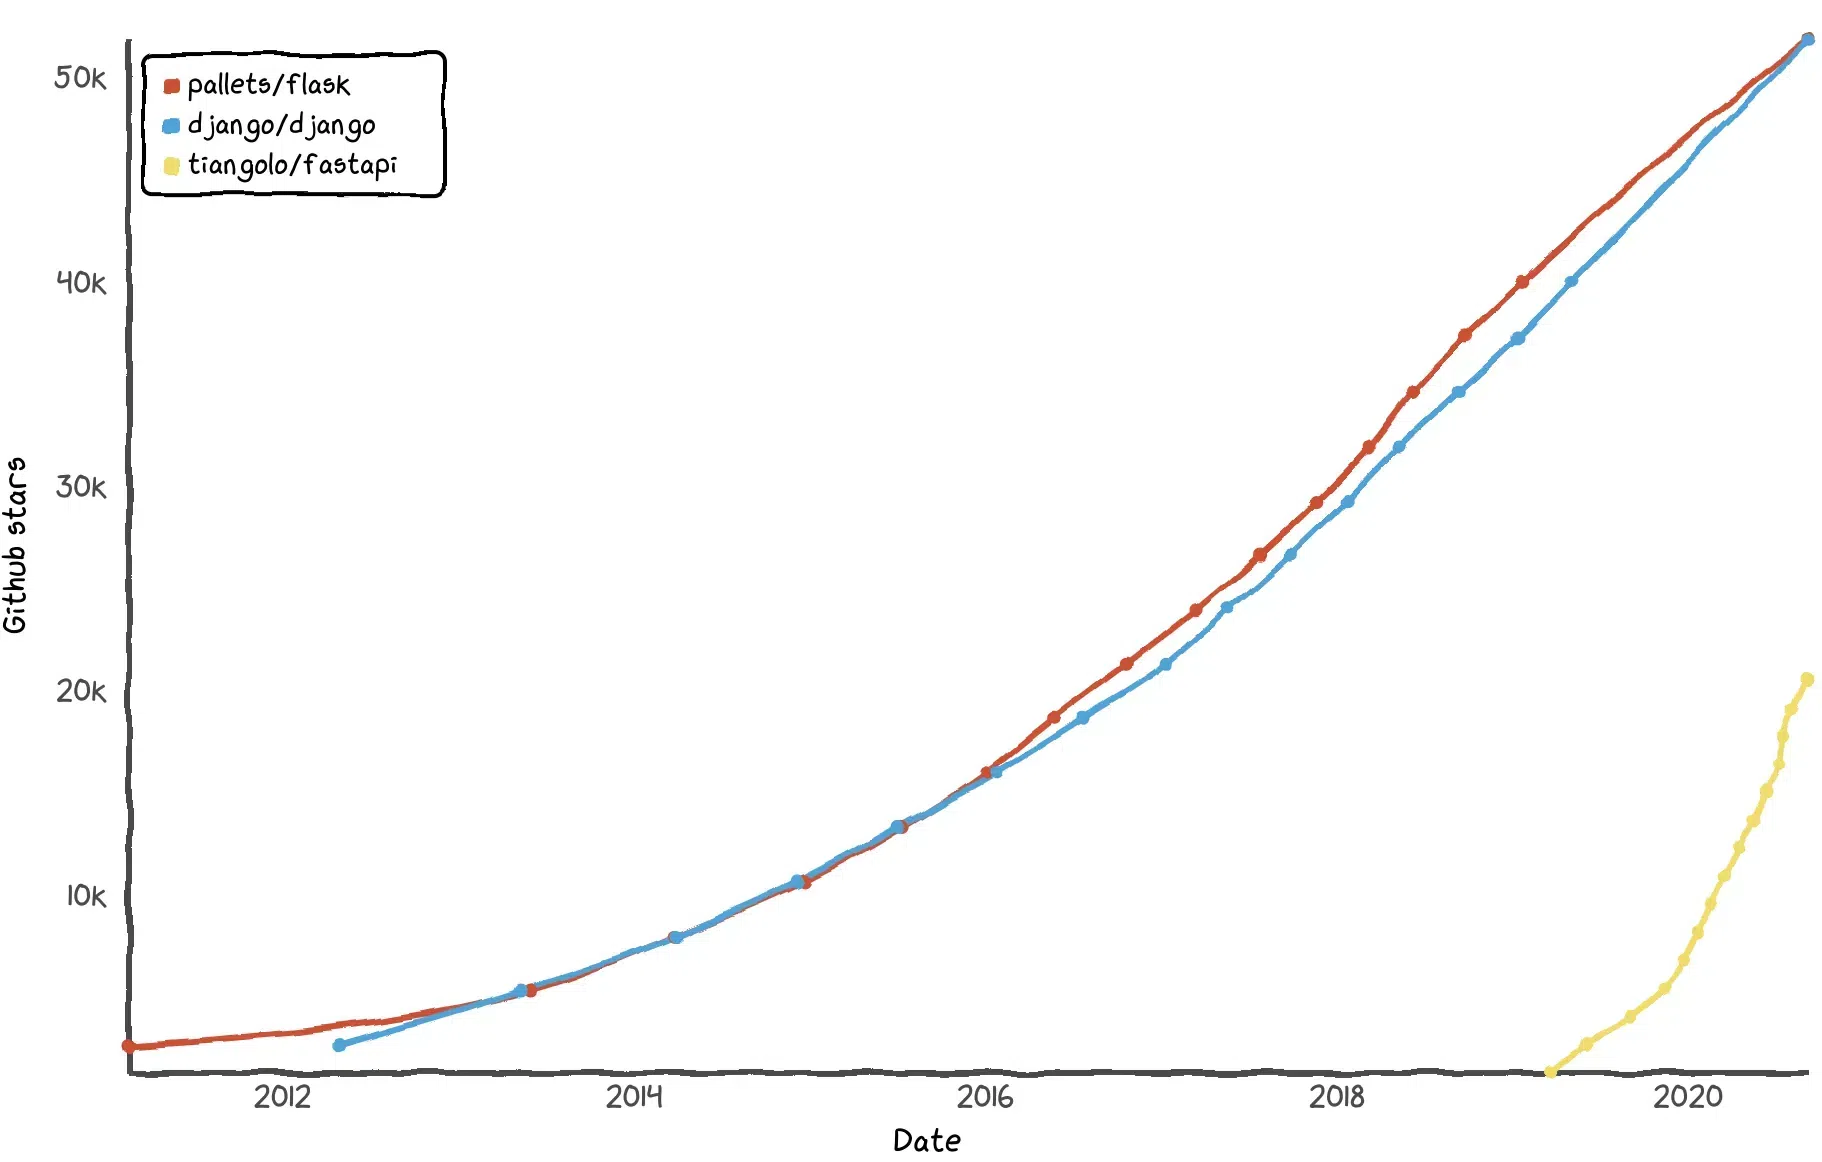 pallets/flask
django/django
tiangolo/fastapi
50k
40k
30k
20k
10k
Github stars
2012 2014 2016 2018 2020
Date